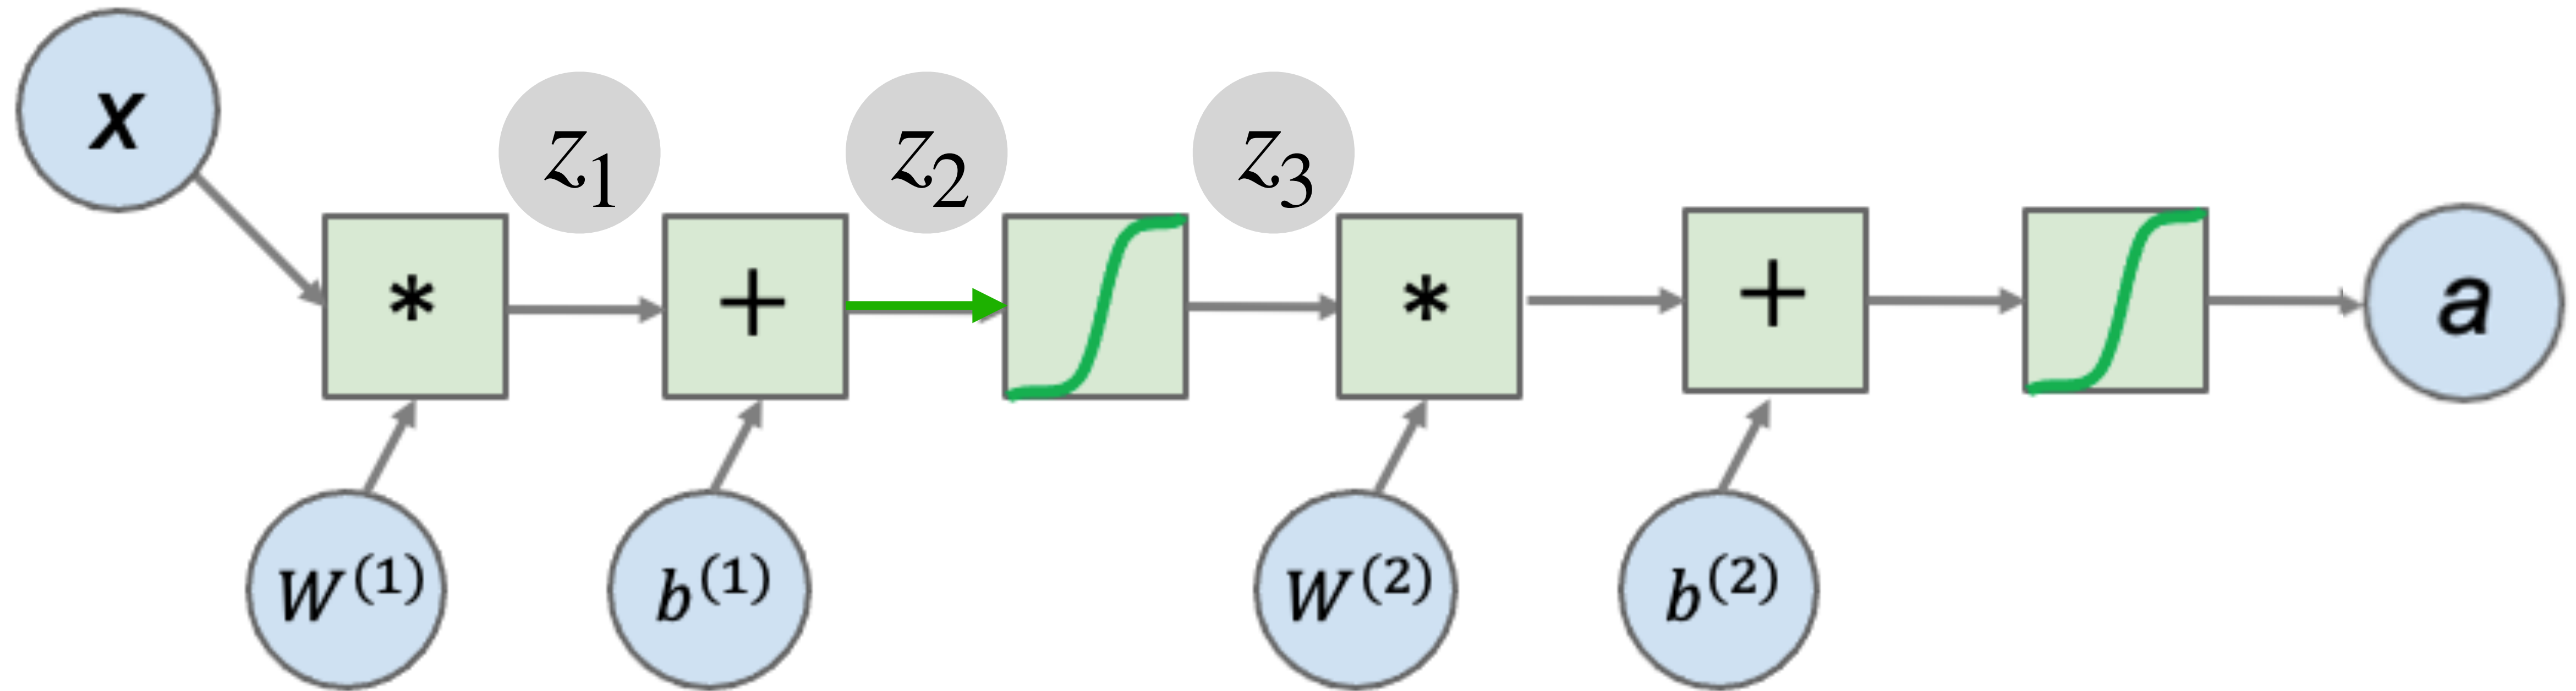 x
z₁
z₂
z₃
*
+
*
+
a
W⁽¹⁾
b⁽¹⁾
W⁽²⁾
b⁽²⁾